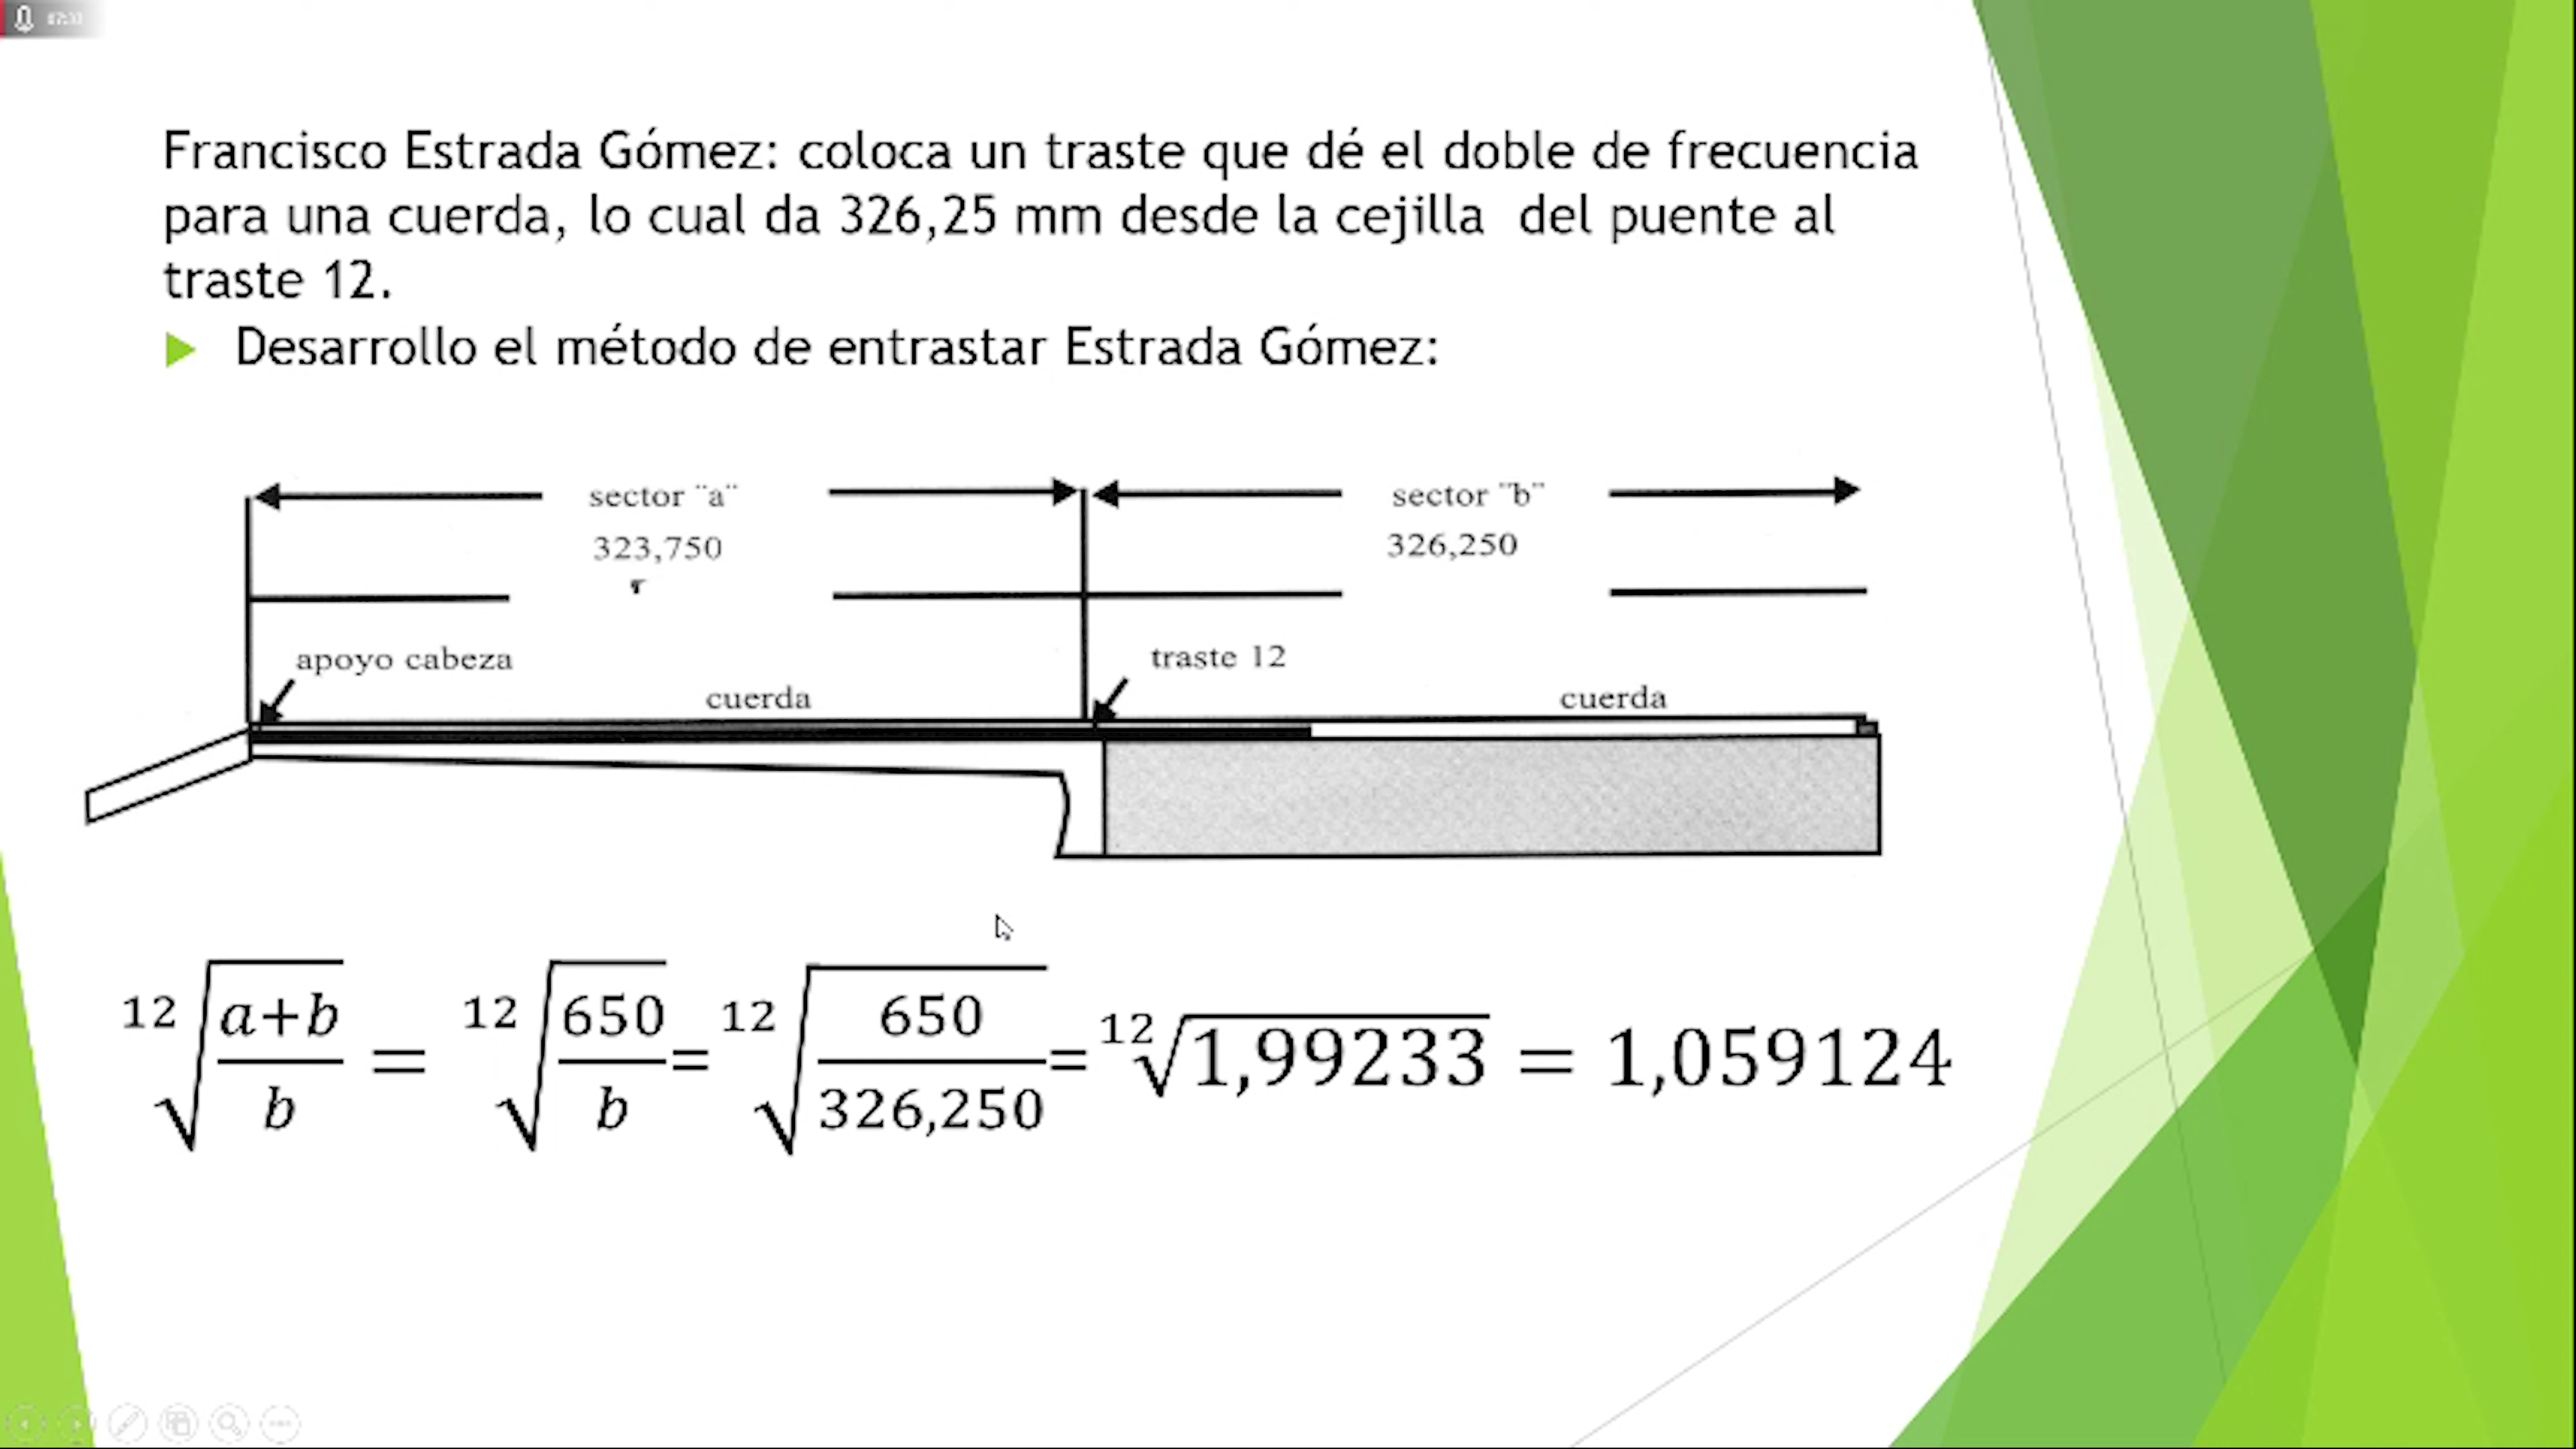 Francisco Estrada Gómez: coloca un traste que dé el doble de frecuencia
para una cuerda, lo cual da 326,25 mm desde la cejilla del puente al
traste 12.
Desarrollo el método de entrastar Estrada Gómez:
sector ¨a¨
sector ¨b¨
323,750
326,250
apoyo cabeza
traste 12
cuerda
cuerda
12√(a+b/b) = 12√(650/b) = 12√(650/326,250) = 12√1,99233 = 1,059124